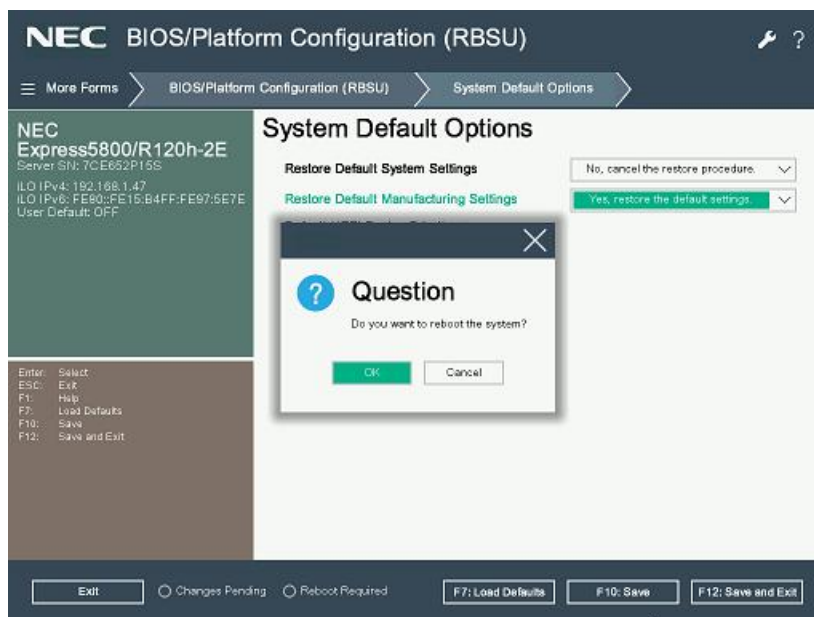 NEC BIOS/Platform Configuration (RBSU)
?
More Forms
BIOS/Platform Configuration (RBSU)
System Default Options
NEC
Express5800/R120h-2E
Server SN: 7CE652P15S
iLO IPv4: 192.168.1.47
iLO IPv6: FE80::FE15:B4FF:FE97:5E7E
User Default: OFF
System Default Options
Restore Default System Settings
No, cancel the restore procedure.
Restore Default Manufacturing Settings
Yes, restore the default settings.
?
Question
Do you want to reboot the system?
OK
Cancel
Enter: Select
ESC: Exit
F1: Help
F7: Load Defaults
F10: Save
F12: Save and Exit
Exit
Changes Pending
Reboot Required
F7: Load Defaults
F10: Save
F12: Save and Exit